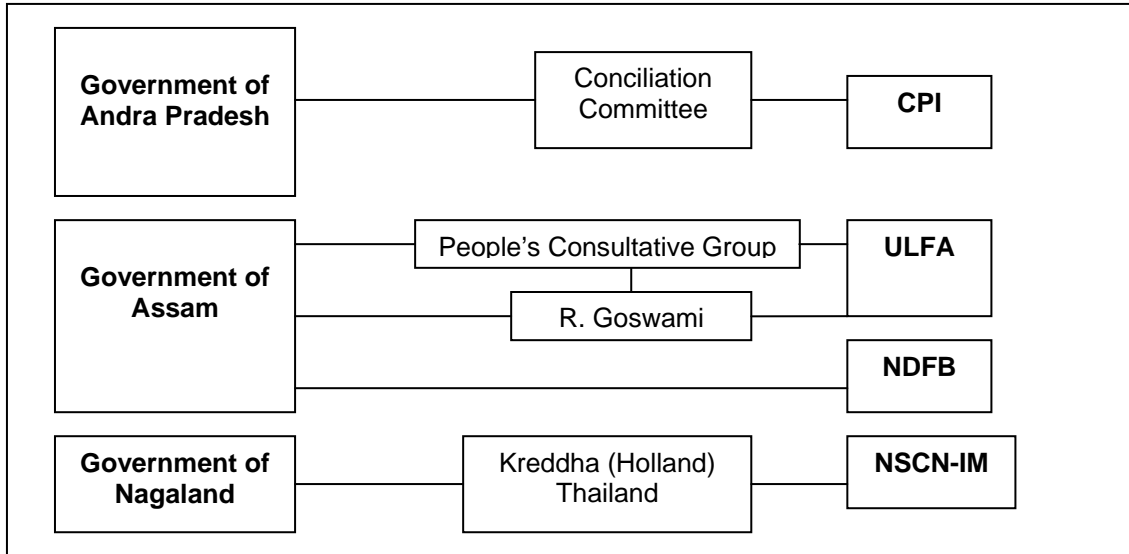 Government of
Andra Pradesh
Conciliation
Committee
CPI
Government of
Assam
People's Consultative Group
R. Goswami
ULFA
NDFB
Government of
Nagaland
Kreddha (Holland)
Thailand
NSCN-IM